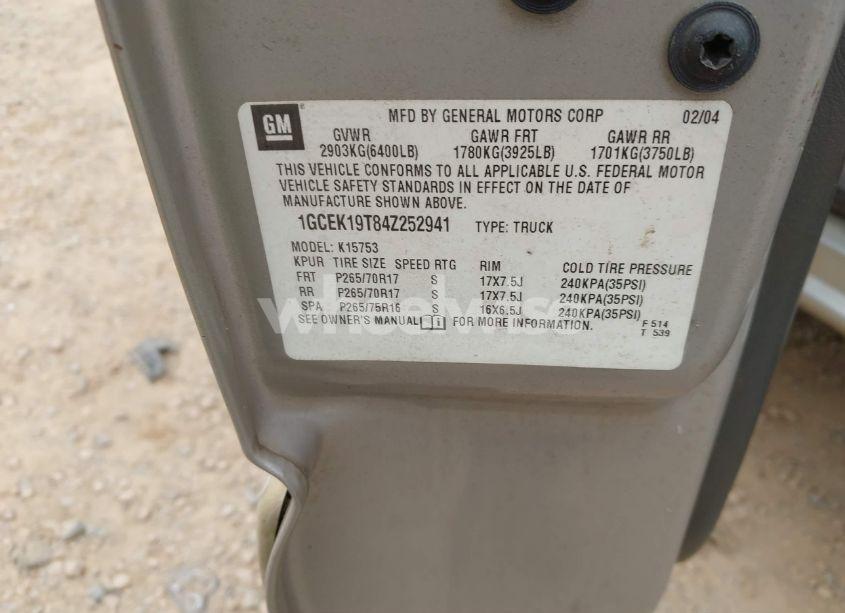 GM MFD BY GENERAL MOTORS CORP 02/04
GVWR GAWR FRT GAWR RR
2903KG(6400LB) 1780KG(3925LB) 1701KG(3750LB)
THIS VEHICLE CONFORMS TO ALL APPLICABLE U.S. FEDERAL MOTOR
VEHICLE SAFETY STANDARDS IN EFFECT ON THE DATE OF
MANUFACTURE SHOWN ABOVE.
1GCEK19T84Z252941 TYPE: TRUCK
MODEL: K15753
KPUR TIRE SIZE SPEED RTG RIM COLD TIRE PRESSURE
FRT P265/70R17 S 17X7.5J 240KPA(35PSI)
RR P265/70R17 S 17X7.5J 240KPA(35PSI)
SPA P265/75R16 S 16X6.5J 240KPA(35PSI)
SEE OWNER'S MANUAL FOR MORE INFORMATION. F 514
T 539
wheelwise